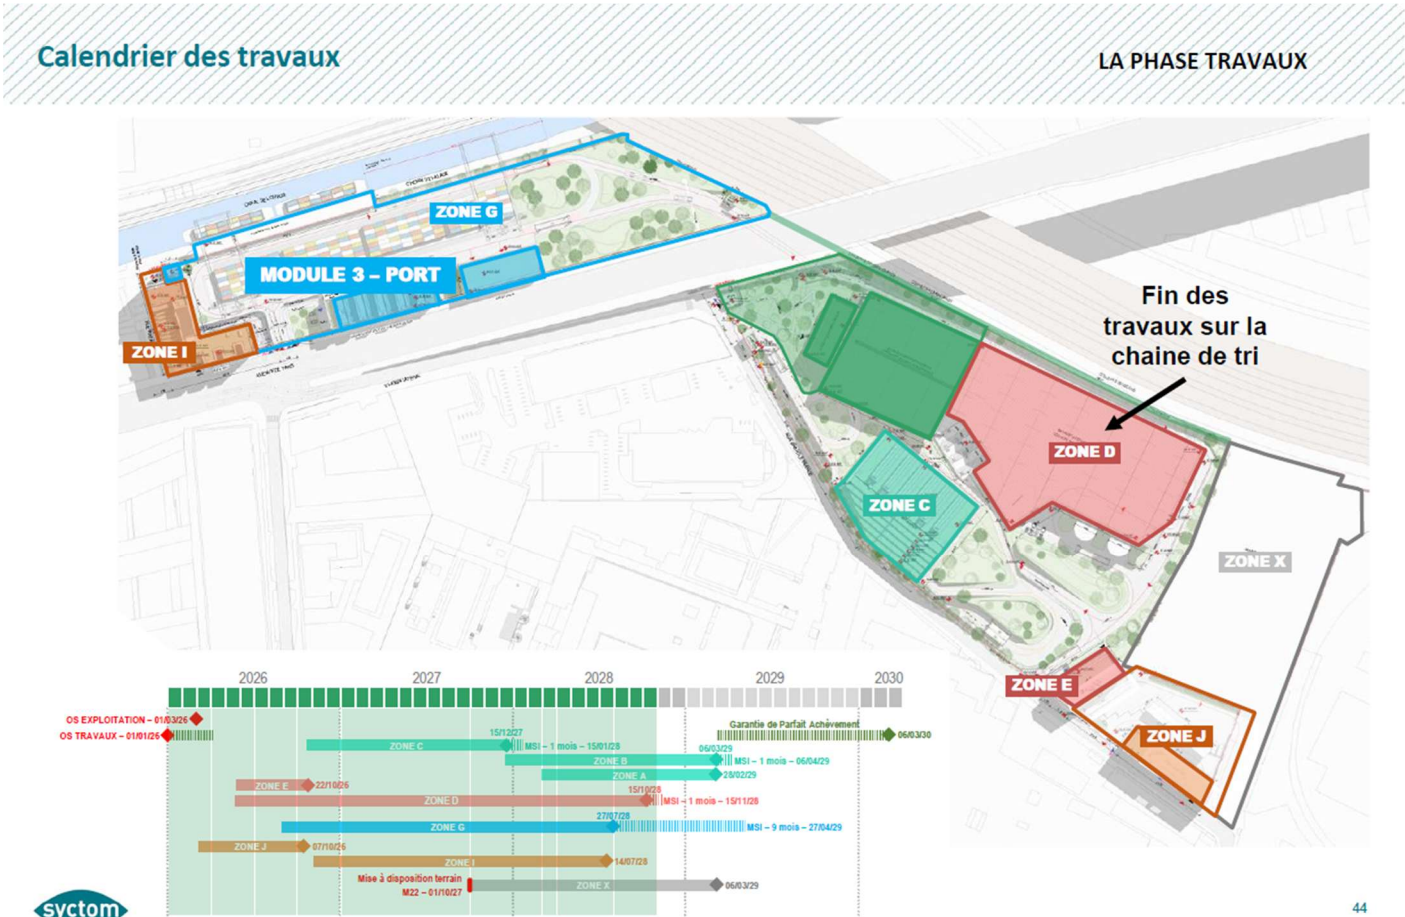 Calendrier des travaux
LA PHASE TRAVAUX
ZONE G
MODULE 3 – PORT
ZONE I
Fin des
travaux sur la
chaine de tri
ZONE D
ZONE C
ZONE X
ZONE E
ZONE J
2026
2027
2028
2029
2030
OS EXPLOITATION – 01/03/26
OS TRAVAUX – 01/01/26
Garantie de Parfait Achèvement
06/03/30
15/12/27
ZONE C
MSI – 1 mois – 15/01/28
06/03/29
ZONE B
MSI – 1 mois – 06/04/29
ZONE A
28/02/29
ZONE E
22/10/26
15/10/28
ZONE D
MSI – 1 mois – 15/11/28
27/07/28
ZONE G
MSI – 9 mois – 27/04/29
ZONE J
07/10/26
ZONE I
14/07/28
Mise à disposition terrain
M22 – 01/10/27
ZONE X
06/03/29
syctom
44